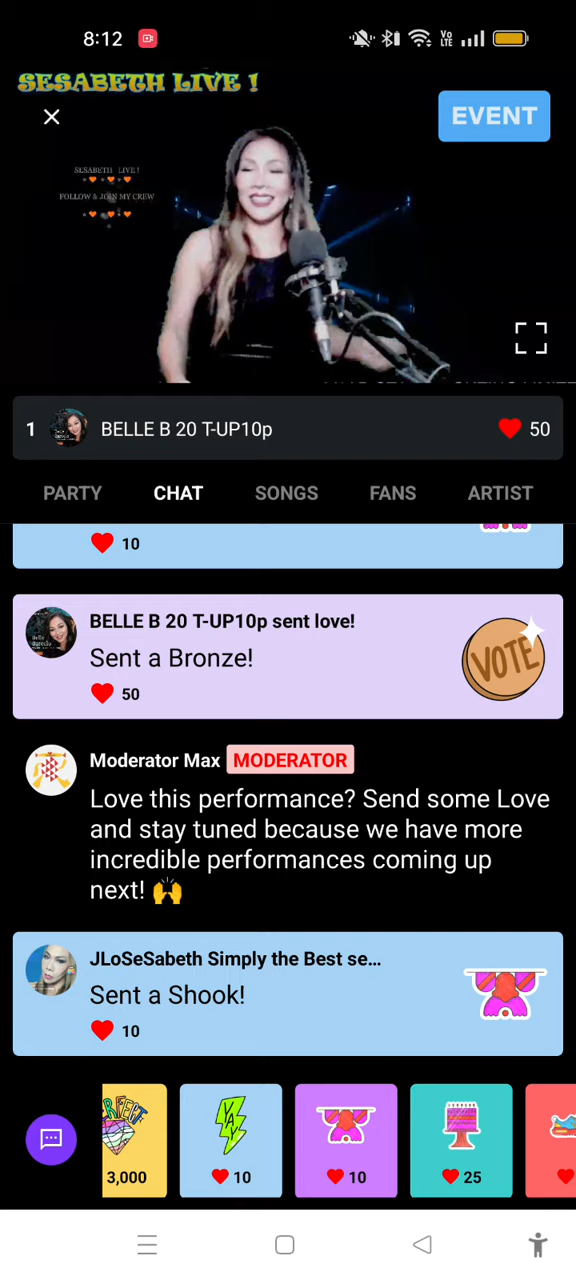 8:12
Vo
LTE
SESABETH LIVE !
EVENT
SESABETH LIVE!
FOLLOW & JOIN MY CREW
1 BELLE B 20 T-UP10p 50
PARTY CHAT SONGS FANS ARTIST
10
BELLE B 20 T-UP10p sent love!
Sent a Bronze!
50
VOTE
Moderator Max MODERATOR
Love this performance? Send some Love
and stay tuned because we have more
incredible performances coming up
next! 🙌
JLoSeSabeth Simply the Best se...
Sent a Shook!
10
YAY
3,000 10 10 25